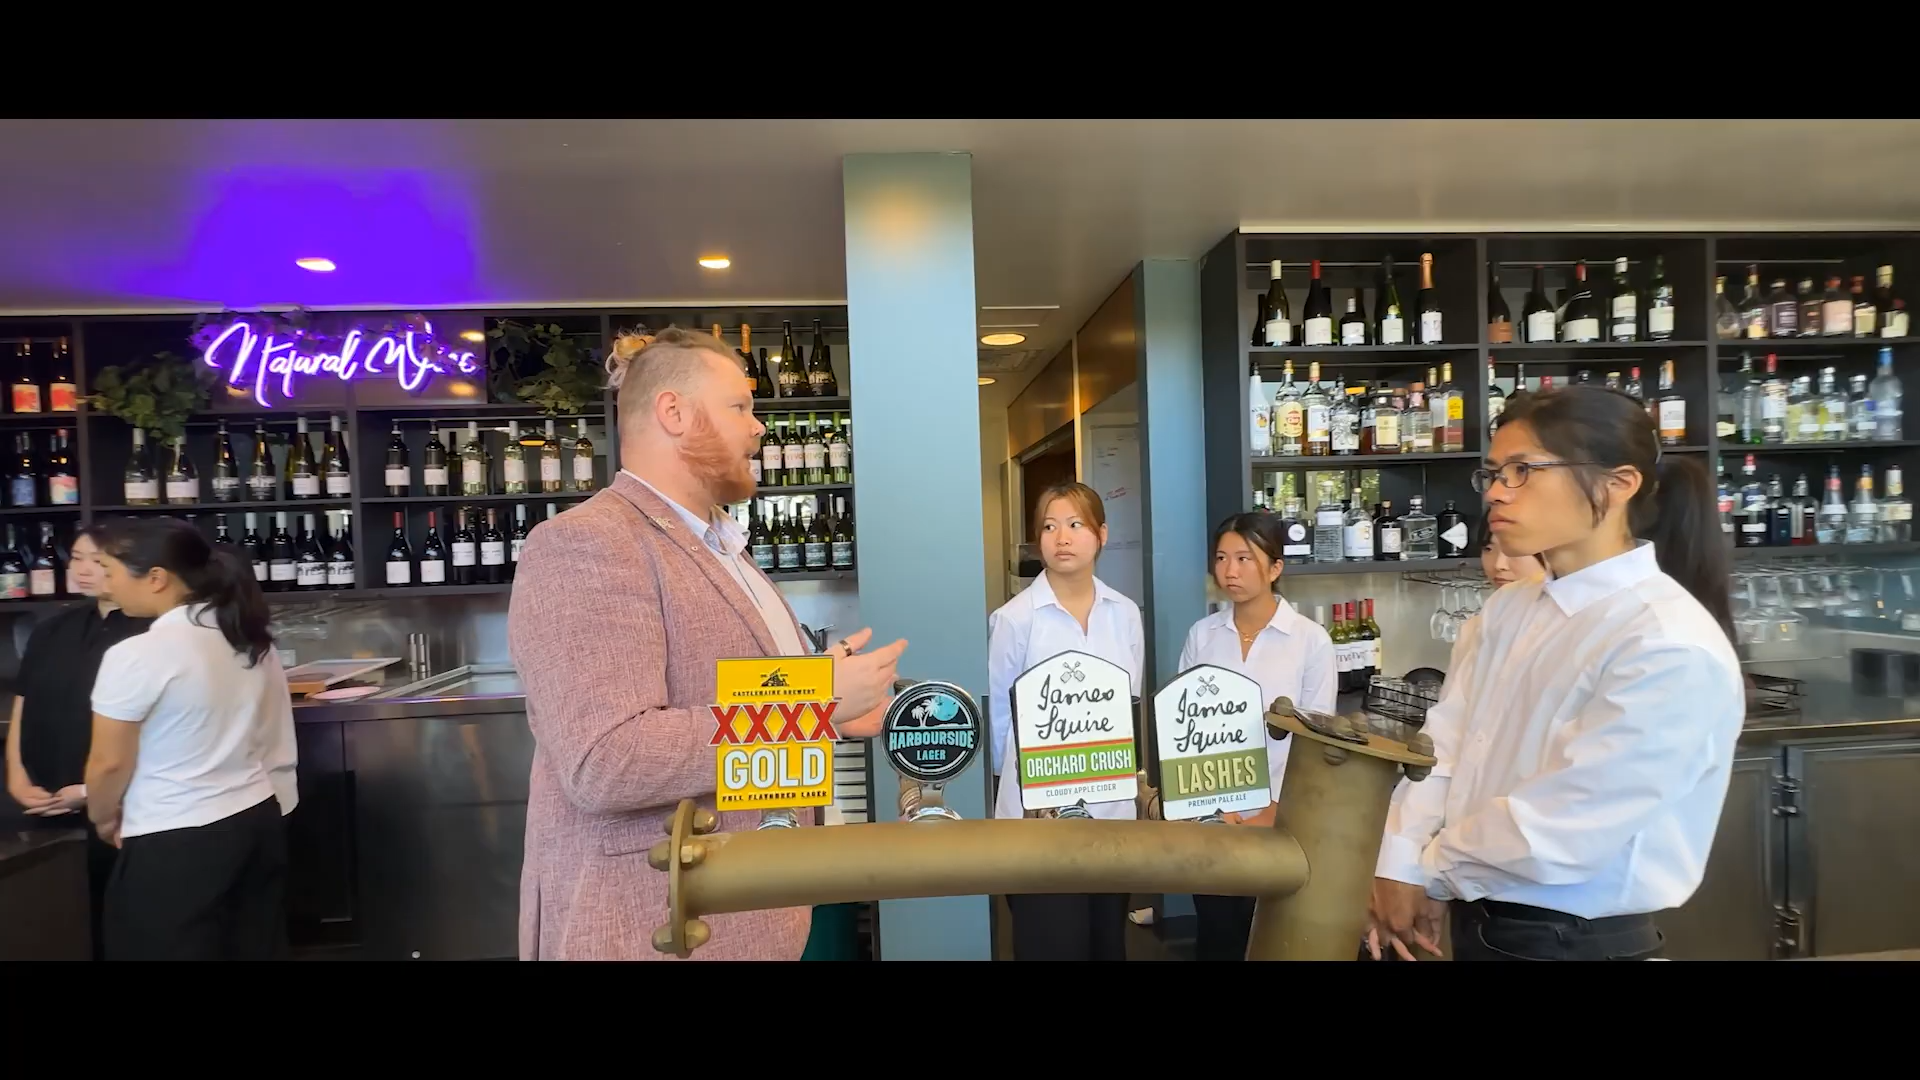 Natural Wine
CASTLEMAINE BREWERY
XXXX
GOLD
FULL FLAVOURED LAGER
HARBOURSIDE
LAGER
James
Squire
ORCHARD CRUSH
CLOUDY APPLE CIDER
James
Squire
LASHES
PREMIUM PALE ALE